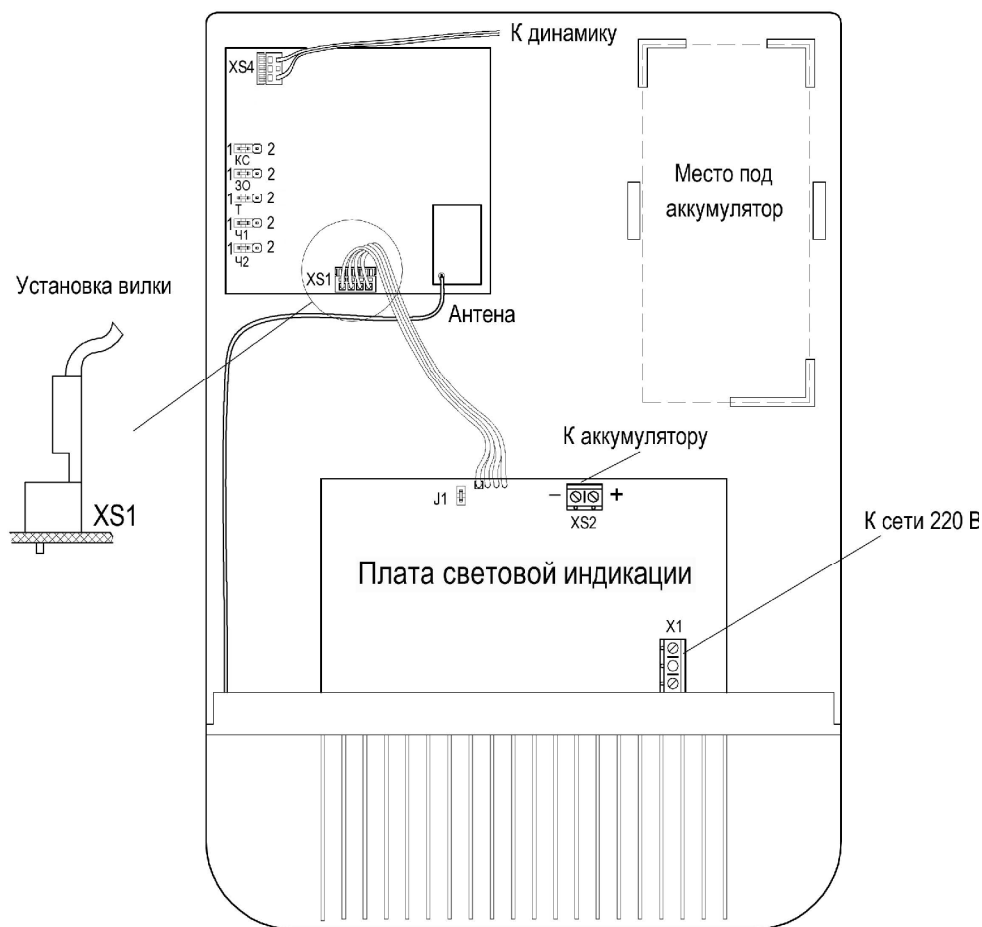 К динамику
XS4
1 2
КС
1 2
ЗО
1 2
Т
1 2
Ч1
1 2
Ч2
XS1
Антена
Место под
аккумулятор
Установка вилки
XS1
К аккумулятору
J1
– +
XS2
К сети 220 В
Плата световой индикации
X1